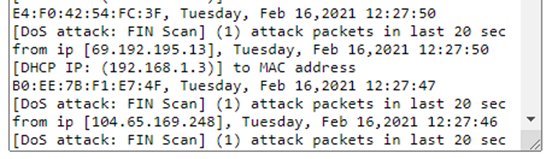 E4:F0:42:54:FC:3F, Tuesday, Feb 16,2021 12:27:50
[DoS attack: FIN Scan] (1) attack packets in last 20 sec
from ip [69.192.195.13], Tuesday, Feb 16,2021 12:27:50
[DHCP IP: (192.168.1.3)] to MAC address
B0:EE:7B:F1:E7:4F, Tuesday, Feb 16,2021 12:27:47
[DoS attack: FIN Scan] (1) attack packets in last 20 sec
from ip [104.65.169.248], Tuesday, Feb 16,2021 12:27:46
[DoS attack: FIN Scan] (1) attack packets in last 20 sec